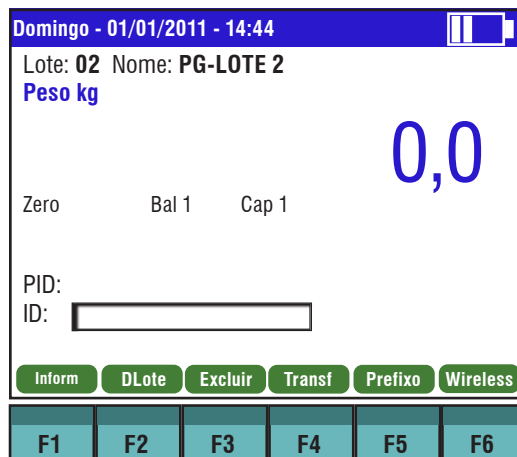 Domingo - 01/01/2011 - 14:44
Lote: 02 Nome: PG-LOTE 2
Peso kg
0,0
Zero Bal 1 Cap 1
PID:
ID:
Inform DLote Excluir Transf Prefixo Wireless
F1 F2 F3 F4 F5 F6